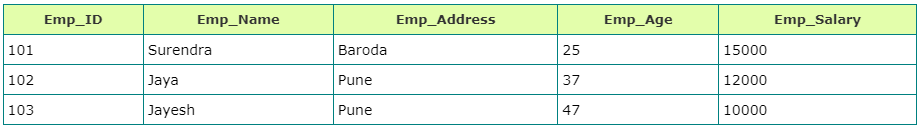 Emp_ID Emp_Name Emp_Address Emp_Age Emp_Salary
101 Surendra Baroda 25 15000
102 Jaya Pune 37 12000
103 Jayesh Pune 47 10000